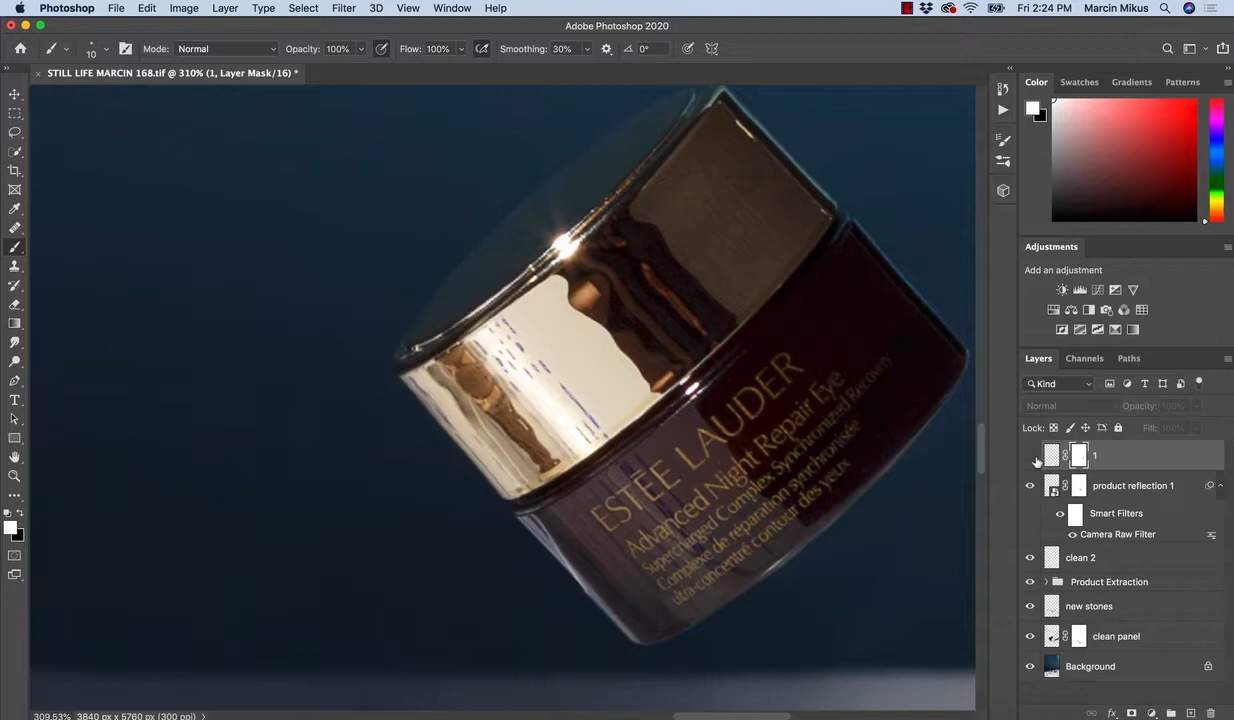 Photoshop File Edit Image Layer Type Select Filter 3D View Window Help Fri 2:24 PM Marcin Mikus
Adobe Photoshop 2020
10 Mode: Normal Opacity: 100% Flow: 100% Smoothing: 30% 0°
STILL LIFE MARCIN 168.tif @ 310% (1, Layer Mask/16) *
Color Swatches Gradients Patterns
Adjustments
Add an adjustment
Layers Channels Paths
Kind
Normal Opacity: 100%
Lock: Fill: 100%
1
product reflection 1
Smart Filters
Camera Raw Filter
clean 2
Product Extraction
new stones
clean panel
Background
ESTĒE LAUDER
Advanced Night Repair Eye
Supercharged Complex Synchronized Recovery
Complexe de réparation synchronisée
ultra-concentré contour des yeux
309.53% 3840 px x 5760 px (300 ppi)